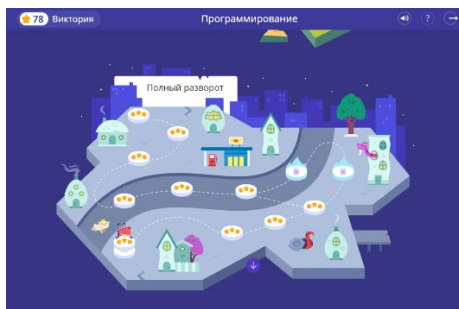 78 Виктория
Программирование
?
Полный разворот